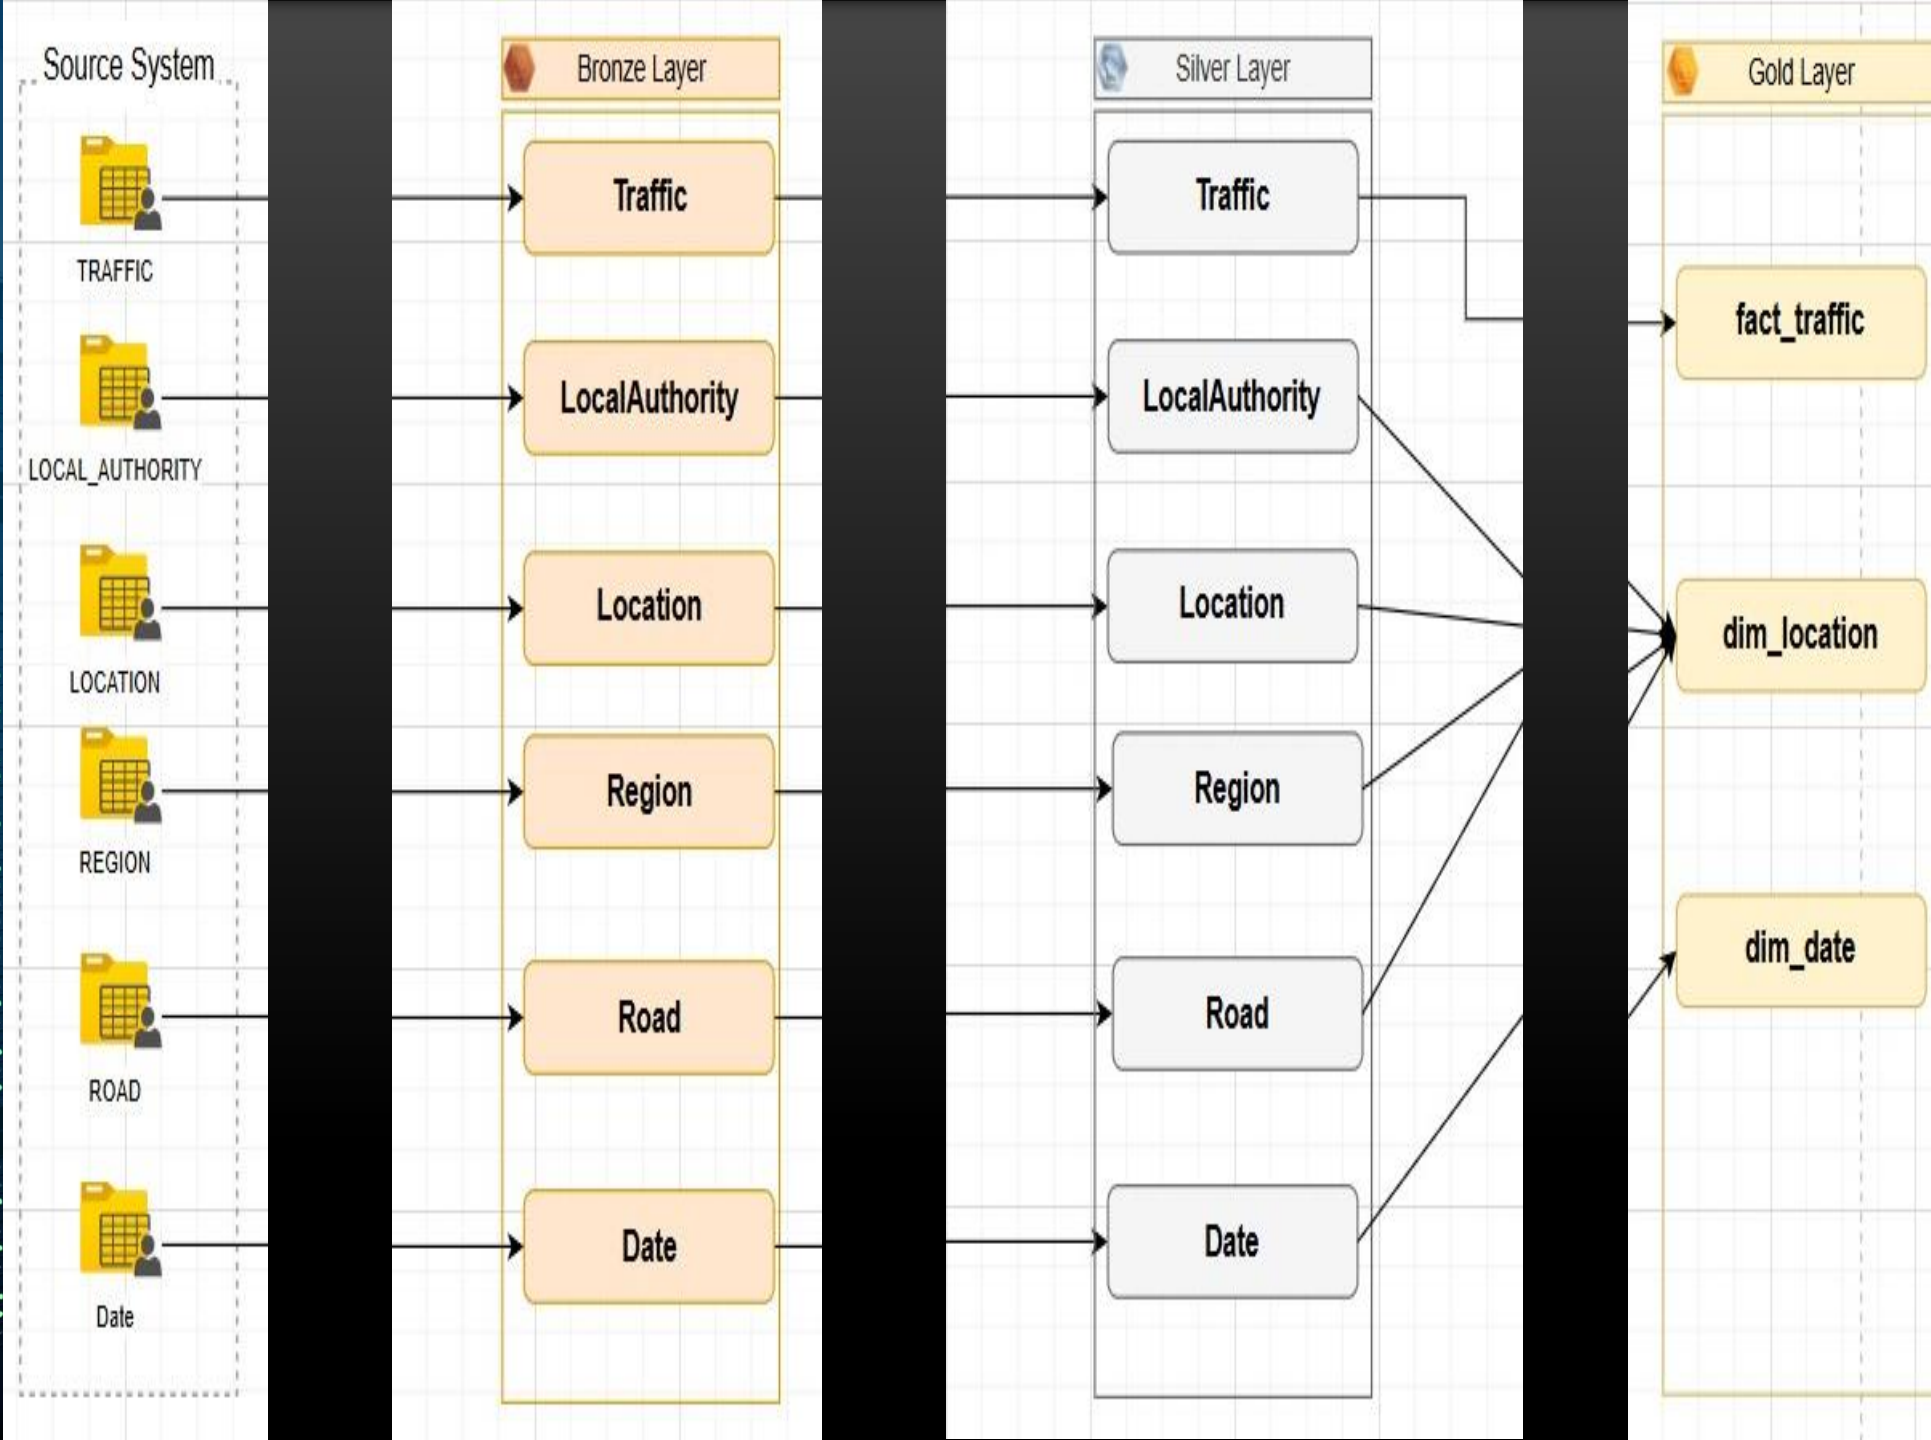 Source System
TRAFFIC
LOCAL_AUTHORITY
LOCATION
REGION
ROAD
Date
Bronze Layer
Traffic
LocalAuthority
Location
Region
Road
Date
Silver Layer
Traffic
LocalAuthority
Location
Region
Road
Date
Gold Layer
fact_traffic
dim_location
dim_date